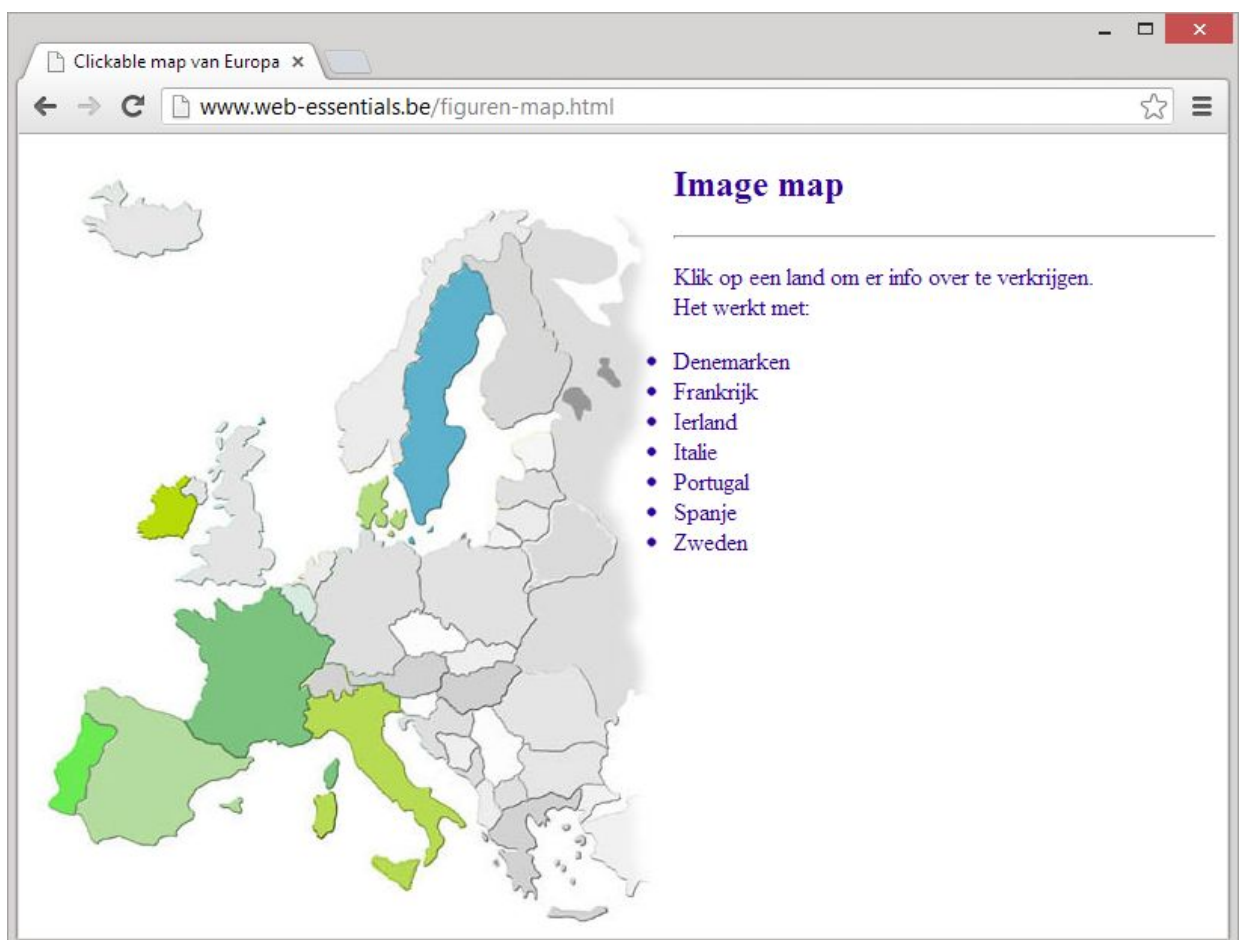 Clickable map van Europa
www.web-essentials.be/figuren-map.html
Image map
Klik op een land om er info over te verkrijgen.
Het werkt met:
Denemarken
Frankrijk
Ierland
Italie
Portugal
Spanje
Zweden